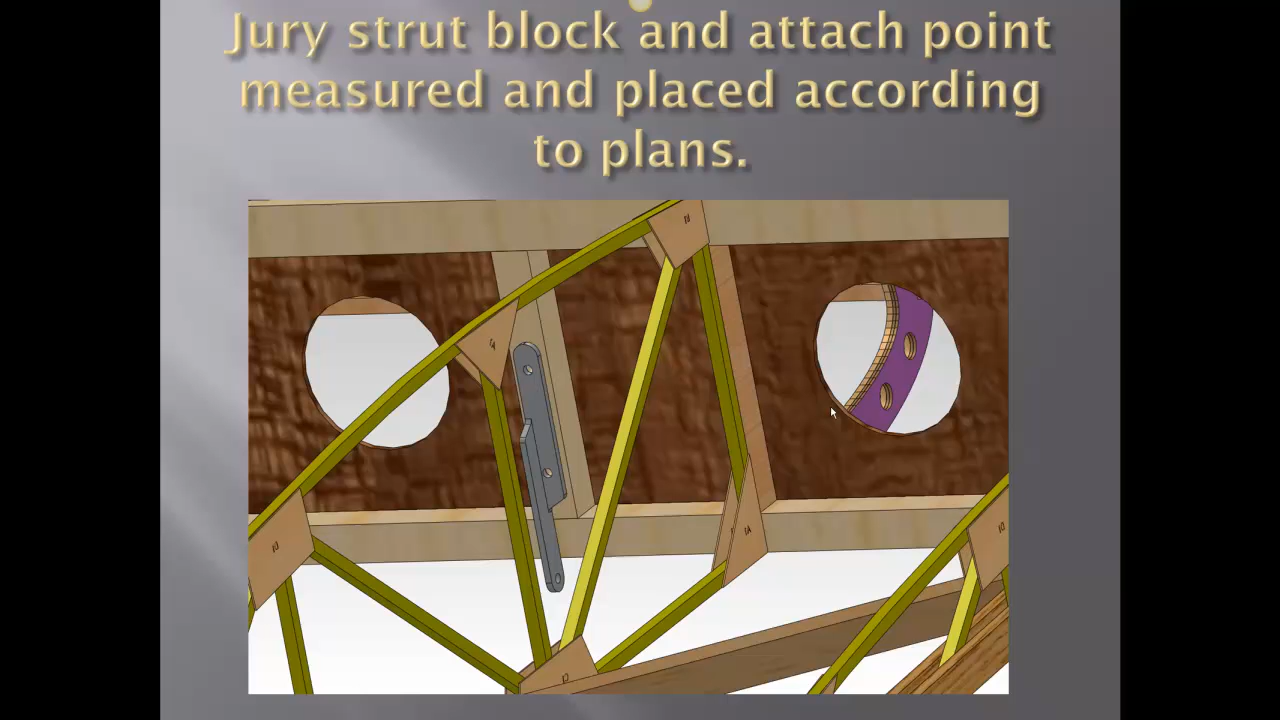 Jury strut block and attach point
measured and placed according
to plans.